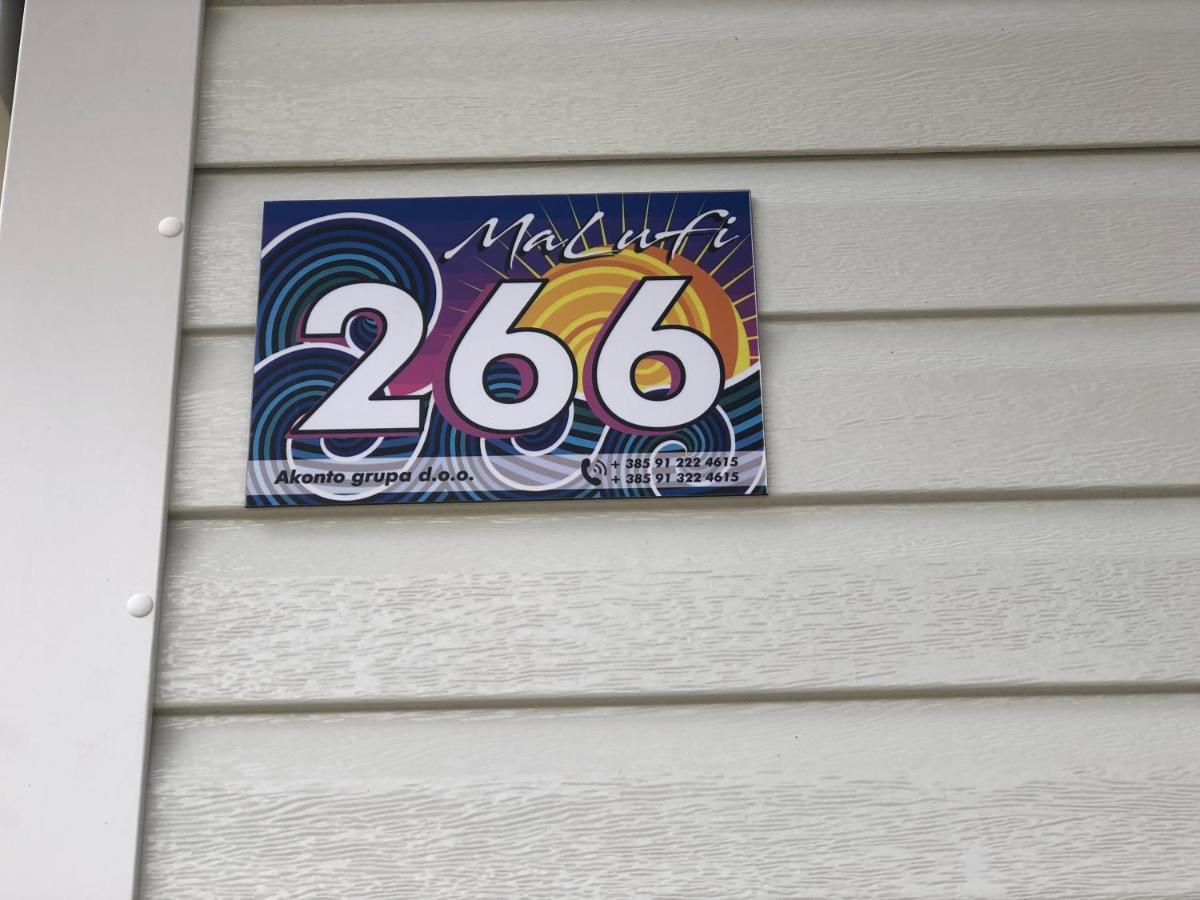 MaLufi
266
Akonto grupa d.o.o.
+ 385 91 222 4615
+ 385 91 322 4615